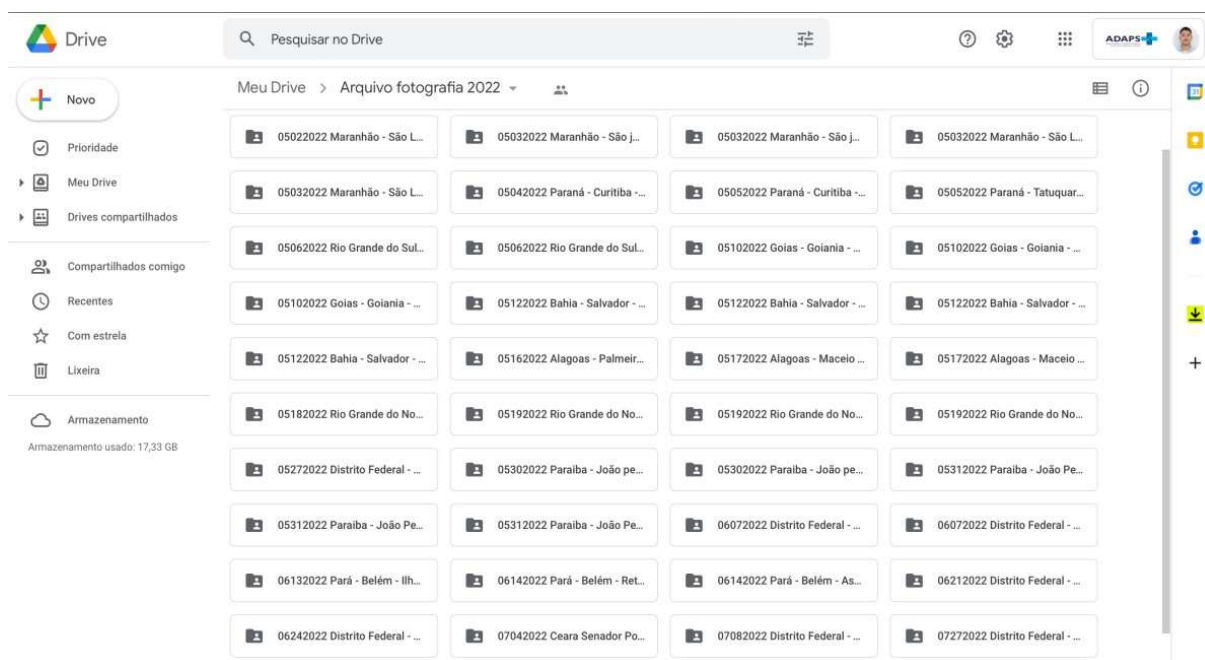 Drive
Pesquisar no Drive
ADAPS
Novo
Prioridade
Meu Drive
Drives compartilhados
Compartilhados comigo
Recentes
Com estrela
Lixeira
Armazenamento
Armazenamento usado: 17,33 GB
Meu Drive > Arquivo fotografia 2022
05022022 Maranhão - São L...
05032022 Maranhão - São j...
05032022 Maranhão - São j...
05032022 Maranhão - São L...
05032022 Maranhão - São L...
05042022 Paraná - Curitiba -...
05052022 Paraná - Curitiba -...
05052022 Paraná - Tatuquar...
05062022 Rio Grande do Sul...
05062022 Rio Grande do Sul...
05102022 Goias - Goiania - ...
05102022 Goias - Goiania - ...
05102022 Goias - Goiania - ...
05122022 Bahia - Salvador - ...
05122022 Bahia - Salvador - ...
05122022 Bahia - Salvador - ...
05122022 Bahia - Salvador - ...
05162022 Alagoas - Palmeir...
05172022 Alagoas - Maceio ...
05172022 Alagoas - Maceio ...
05182022 Rio Grande do No...
05192022 Rio Grande do No...
05192022 Rio Grande do No...
05192022 Rio Grande do No...
05272022 Distrito Federal - ...
05302022 Paraiba - João pe...
05302022 Paraiba - João pe...
05312022 Paraiba - João Pe...
05312022 Paraiba - João Pe...
05312022 Paraiba - João Pe...
06072022 Distrito Federal - ...
06072022 Distrito Federal - ...
06132022 Pará - Belém - Ilh...
06142022 Pará - Belém - Ret...
06142022 Pará - Belém - As...
06212022 Distrito Federal - ...
06242022 Distrito Federal - ...
07042022 Ceara Senador Po...
07082022 Distrito Federal - ...
07272022 Distrito Federal - ...